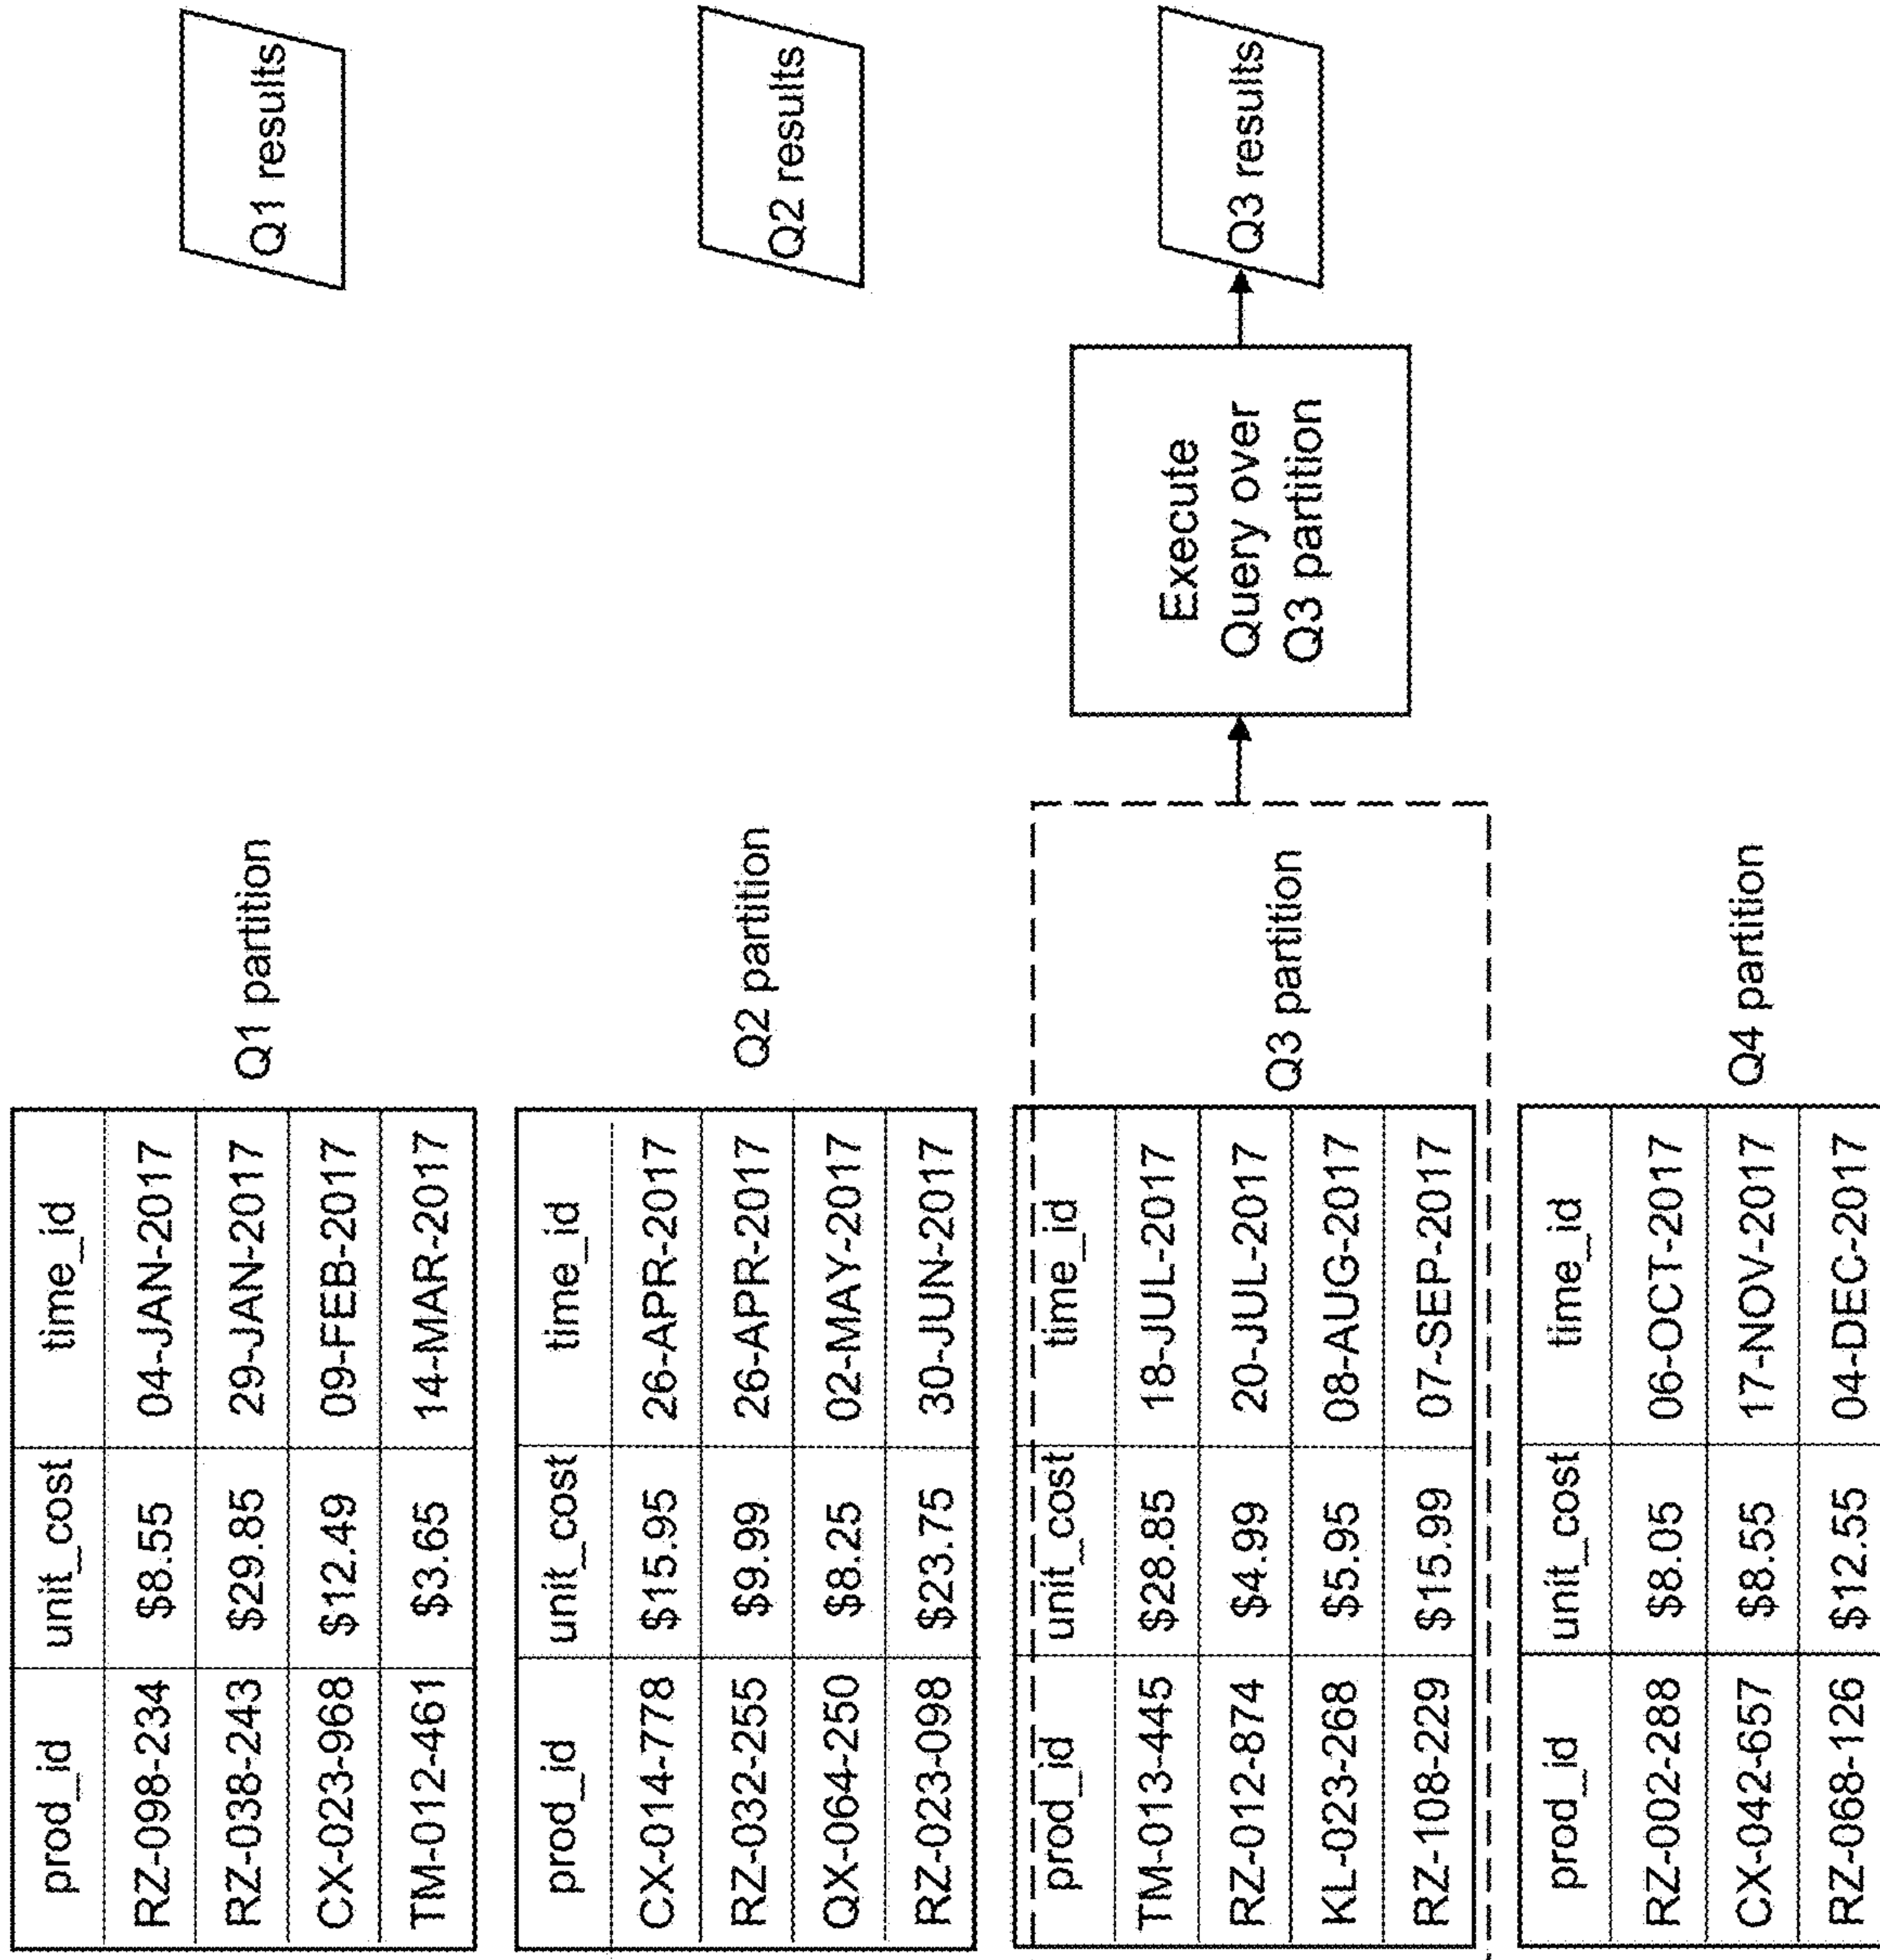 prod_id unit_cost time_id
RZ-098-234 $8.55 04-JAN-2017
RZ-038-243 $29.85 29-JAN-2017
CX-023-968 $12.49 09-FEB-2017
TM-012-461 $3.65 14-MAR-2017
Q1 partition
Q1 results
prod_id unit_cost time_id
CX-014-778 $15.95 26-APR-2017
RZ-032-255 $9.99 26-APR-2017
QX-064-250 $8.25 02-MAY-2017
RZ-023-098 $23.75 30-JUN-2017
Q2 partition
Q2 results
prod_id unit_cost time_id
TM-013-445 $28.85 18-JUL-2017
RZ-012-874 $4.99 20-JUL-2017
KL-023-268 $5.95 08-AUG-2017
RZ-108-229 $15.99 07-SEP-2017
Q3 partition
Execute
Query over
Q3 partition
Q3 results
prod_id unit_cost time_id
RZ-002-288 $8.05 06-OCT-2017
CX-042-657 $8.55 17-NOV-2017
RZ-068-126 $12.55 04-DEC-2017
Q4 partition